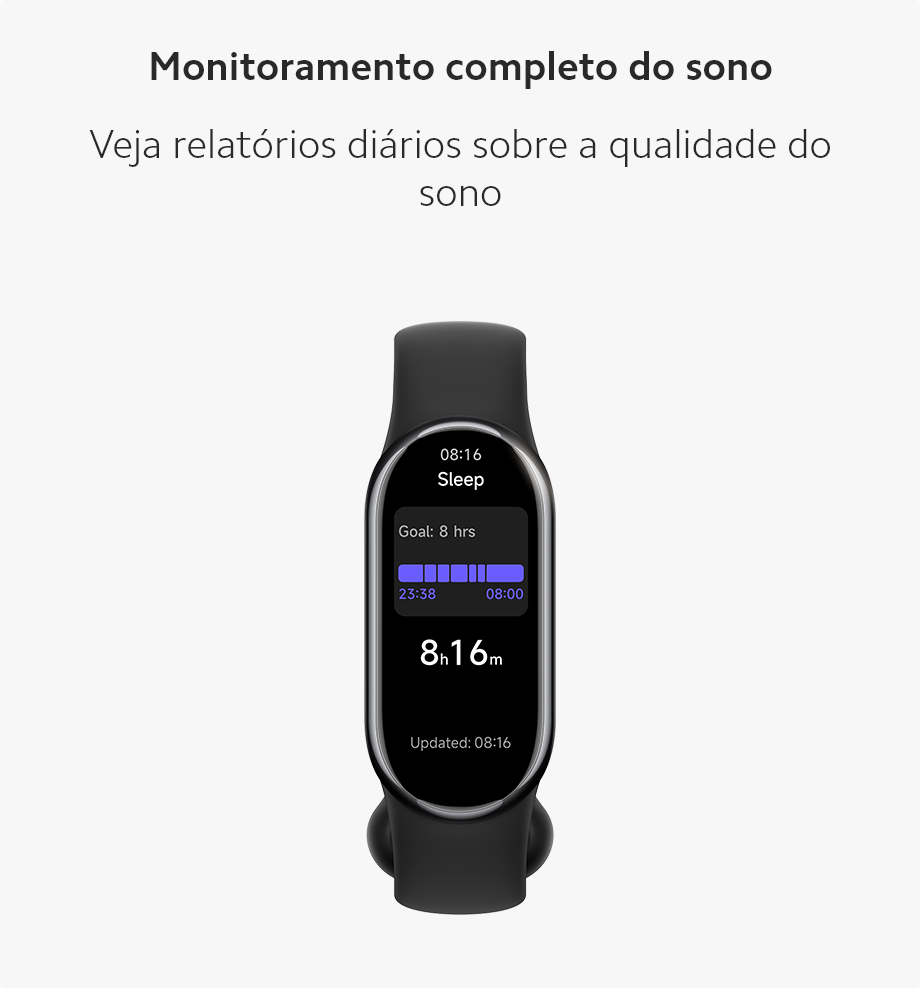 Monitoramento completo do sono
Veja relatórios diários sobre a qualidade do
sono
08:16
Sleep
Goal: 8 hrs
23:38 08:00
8h16m
Updated: 08:16